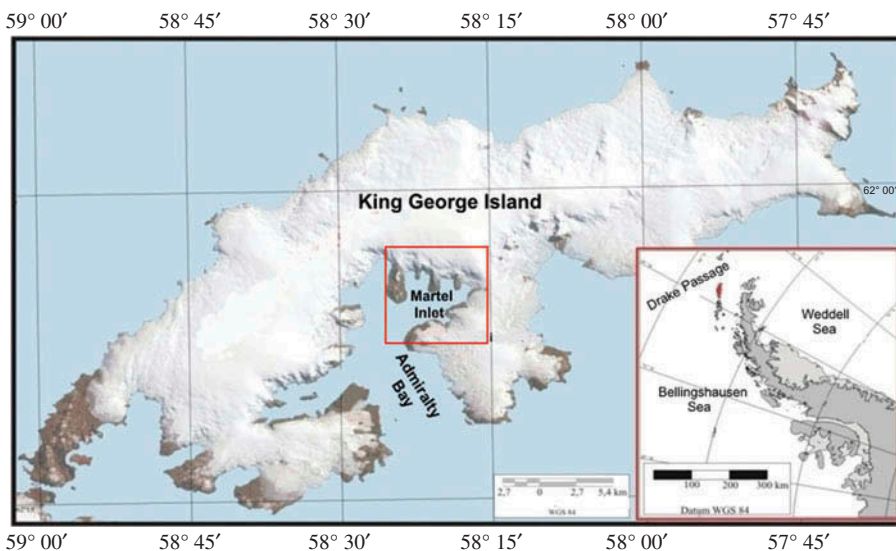 59° 00′ 58° 45′ 58° 30′ 58° 15′ 58° 00′ 57° 45′
62° 00′
King George Island
Martel
Inlet
Admiralty
Bay
Drake Passage
Weddell
Sea
Bellingshausen
Sea
2,7 0 2,7 5,4 km
WGS 84
100 200 300 km
Datum WGS 84
59° 00′ 58° 45′ 58° 30′ 58° 15′ 58° 00′ 57° 45′